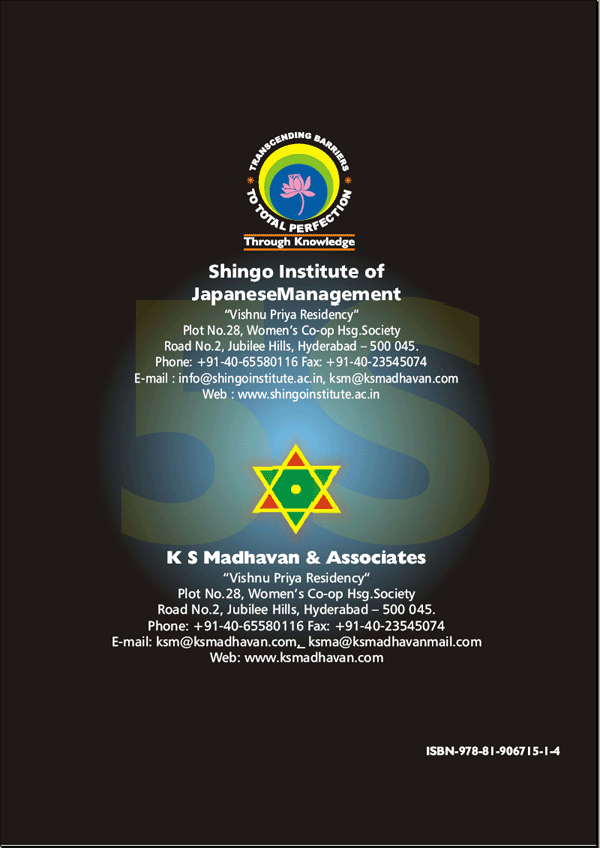 TRANSCENDING BARRIERS
TO TOTAL PERFECTION
Through Knowledge
Shingo Institute of
JapaneseManagement
“Vishnu Priya Residency”
Plot No.28, Women’s Co-op Hsg.Society
Road No.2, Jubilee Hills, Hyderabad – 500 045.
Phone: +91-40-65580116 Fax: +91-40-23545074
E-mail : info@shingoinstitute.ac.in, ksm@ksmadhavan.com
Web : www.shingoinstitute.ac.in
5S
K S Madhavan & Associates
“Vishnu Priya Residency”
Plot No.28, Women’s Co-op Hsg.Society
Road No.2, Jubilee Hills, Hyderabad – 500 045.
Phone: +91-40-65580116 Fax: +91-40-23545074
E-mail: ksm@ksmadhavan.com, ksma@ksmadhavanmail.com
Web: www.ksmadhavan.com
ISBN-978-81-906715-1-4